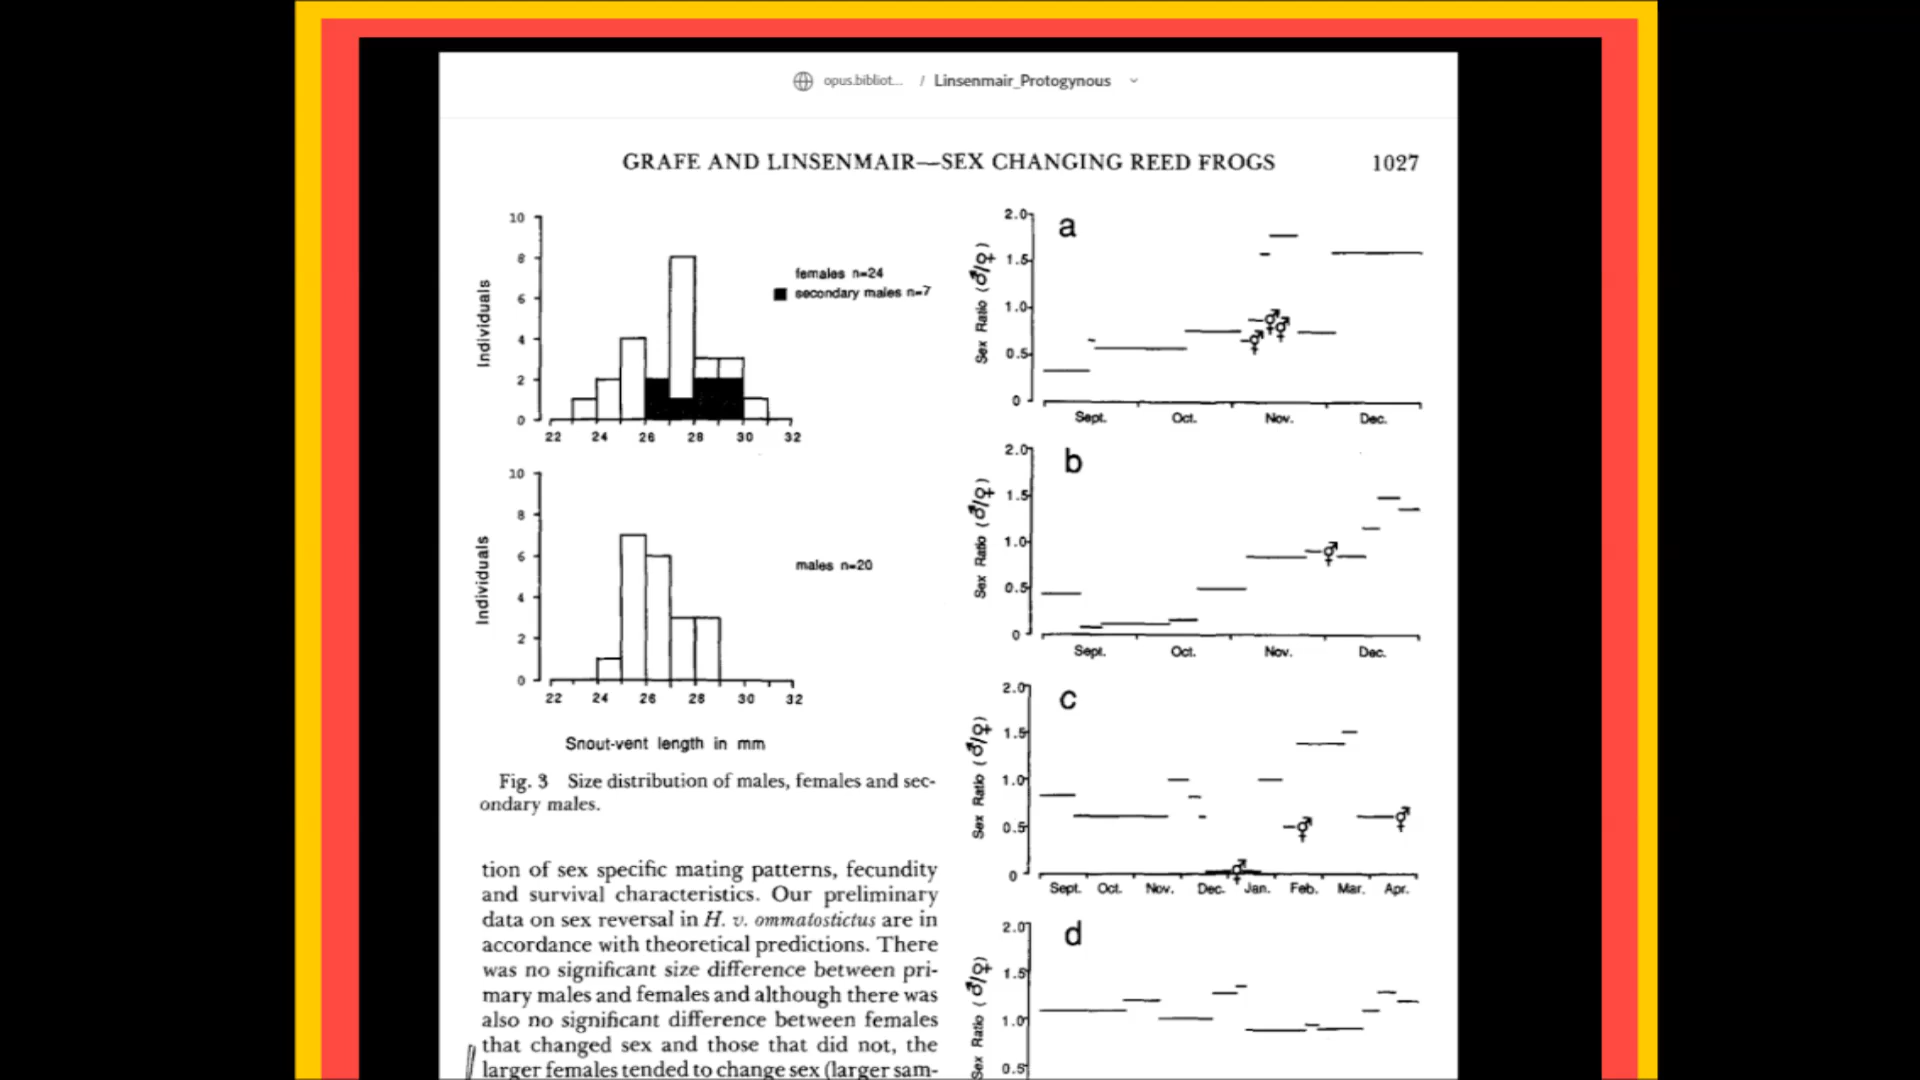 opus.bibliot... / Linsenmair_Protogynous
GRAFE AND LINSENMAIR—SEX CHANGING REED FROGS 1027
10
8
6
4
2
0
Individuals
females n=24
secondary males n=7
22 24 26 28 30 32
10
8
6
4
2
0
Individuals
males n=20
22 24 26 28 30 32
Snout-vent length in mm
Fig. 3 Size distribution of males, females and sec-
ondary males.
tion of sex specific mating patterns, fecundity
and survival characteristics. Our preliminary
data on sex reversal in H. v. ommatostictus are in
accordance with theoretical predictions. There
was no significant size difference between pri-
mary males and females and although there was
also no significant difference between females
that changed sex and those that did not, the
larger females tended to change sex (larger sam-
a
2.0
1.5
1.0
0.5
0
Sex Ratio (♂/♀)
Sept. Oct. Nov. Dec.
b
2.0
1.5
1.0
0.5
0
Sex Ratio (♂/♀)
Sept. Oct. Nov. Dec.
c
2.0
1.5
1.0
0.5
0
Sex Ratio (♂/♀)
Sept. Oct. Nov. Dec. Jan. Feb. Mar. Apr.
d
2.0
1.5
1.0
0.5
Sex Ratio (♂/♀)